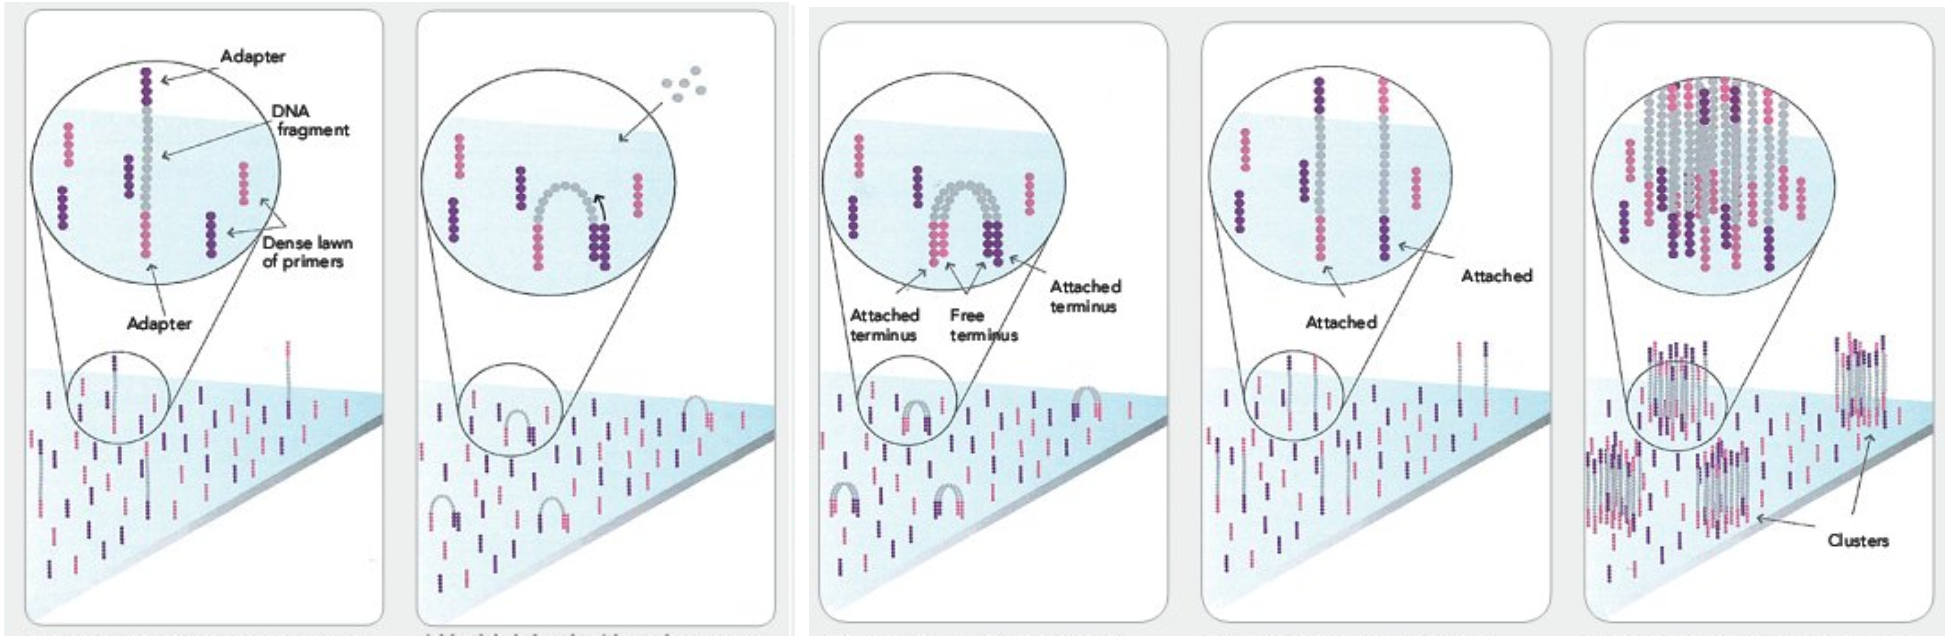 Adapter
DNA
fragment
Dense lawn
of primers
Adapter
Attached
terminus
Free
terminus
Attached
terminus
Attached
Attached
Clusters